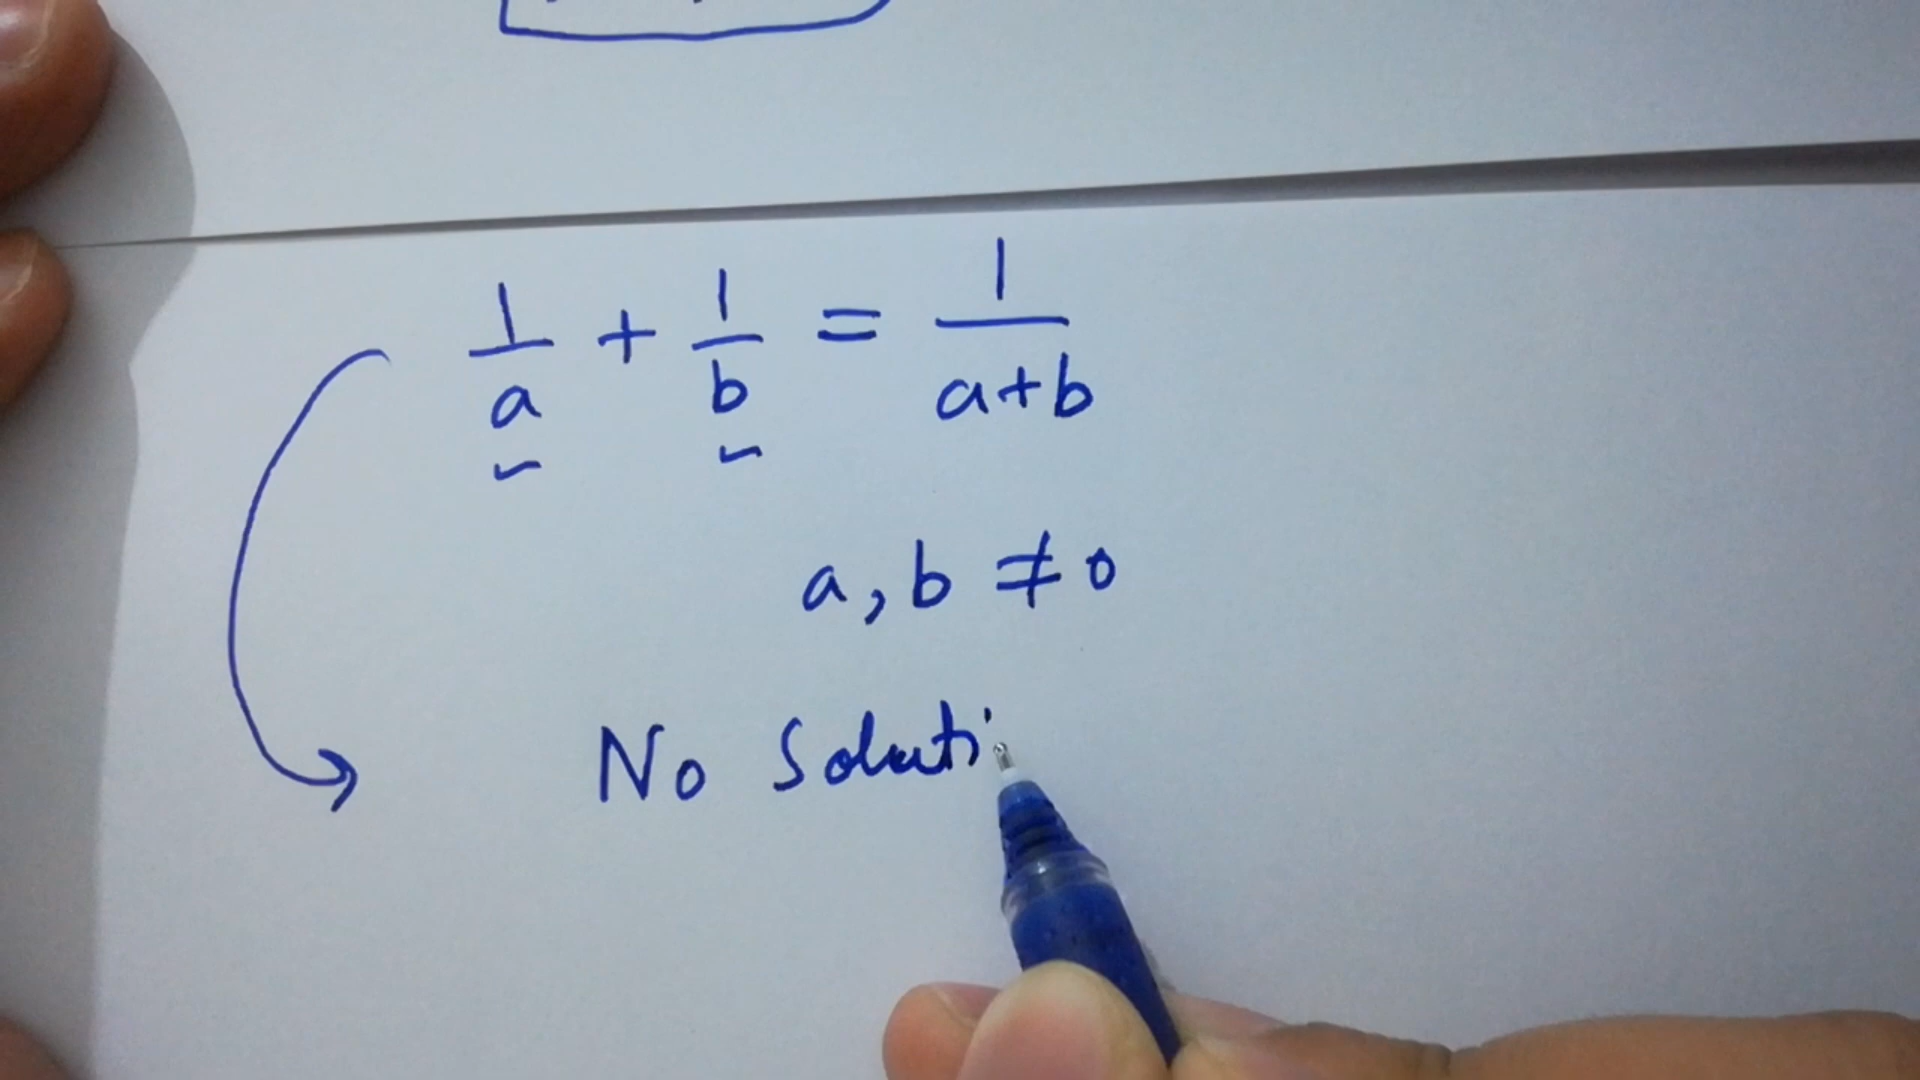 1/a + 1/b = 1/(a+b)
a, b ≠ 0
No Soluti